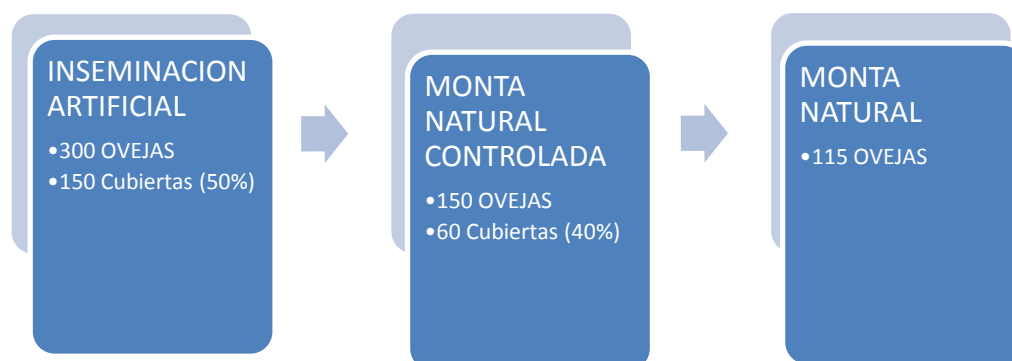 INSEMINACION
ARTIFICIAL
•300 OVEJAS
•150 Cubiertas (50%)
MONTA
NATURAL
CONTROLADA
•150 OVEJAS
•60 Cubiertas (40%)
MONTA
NATURAL
•115 OVEJAS